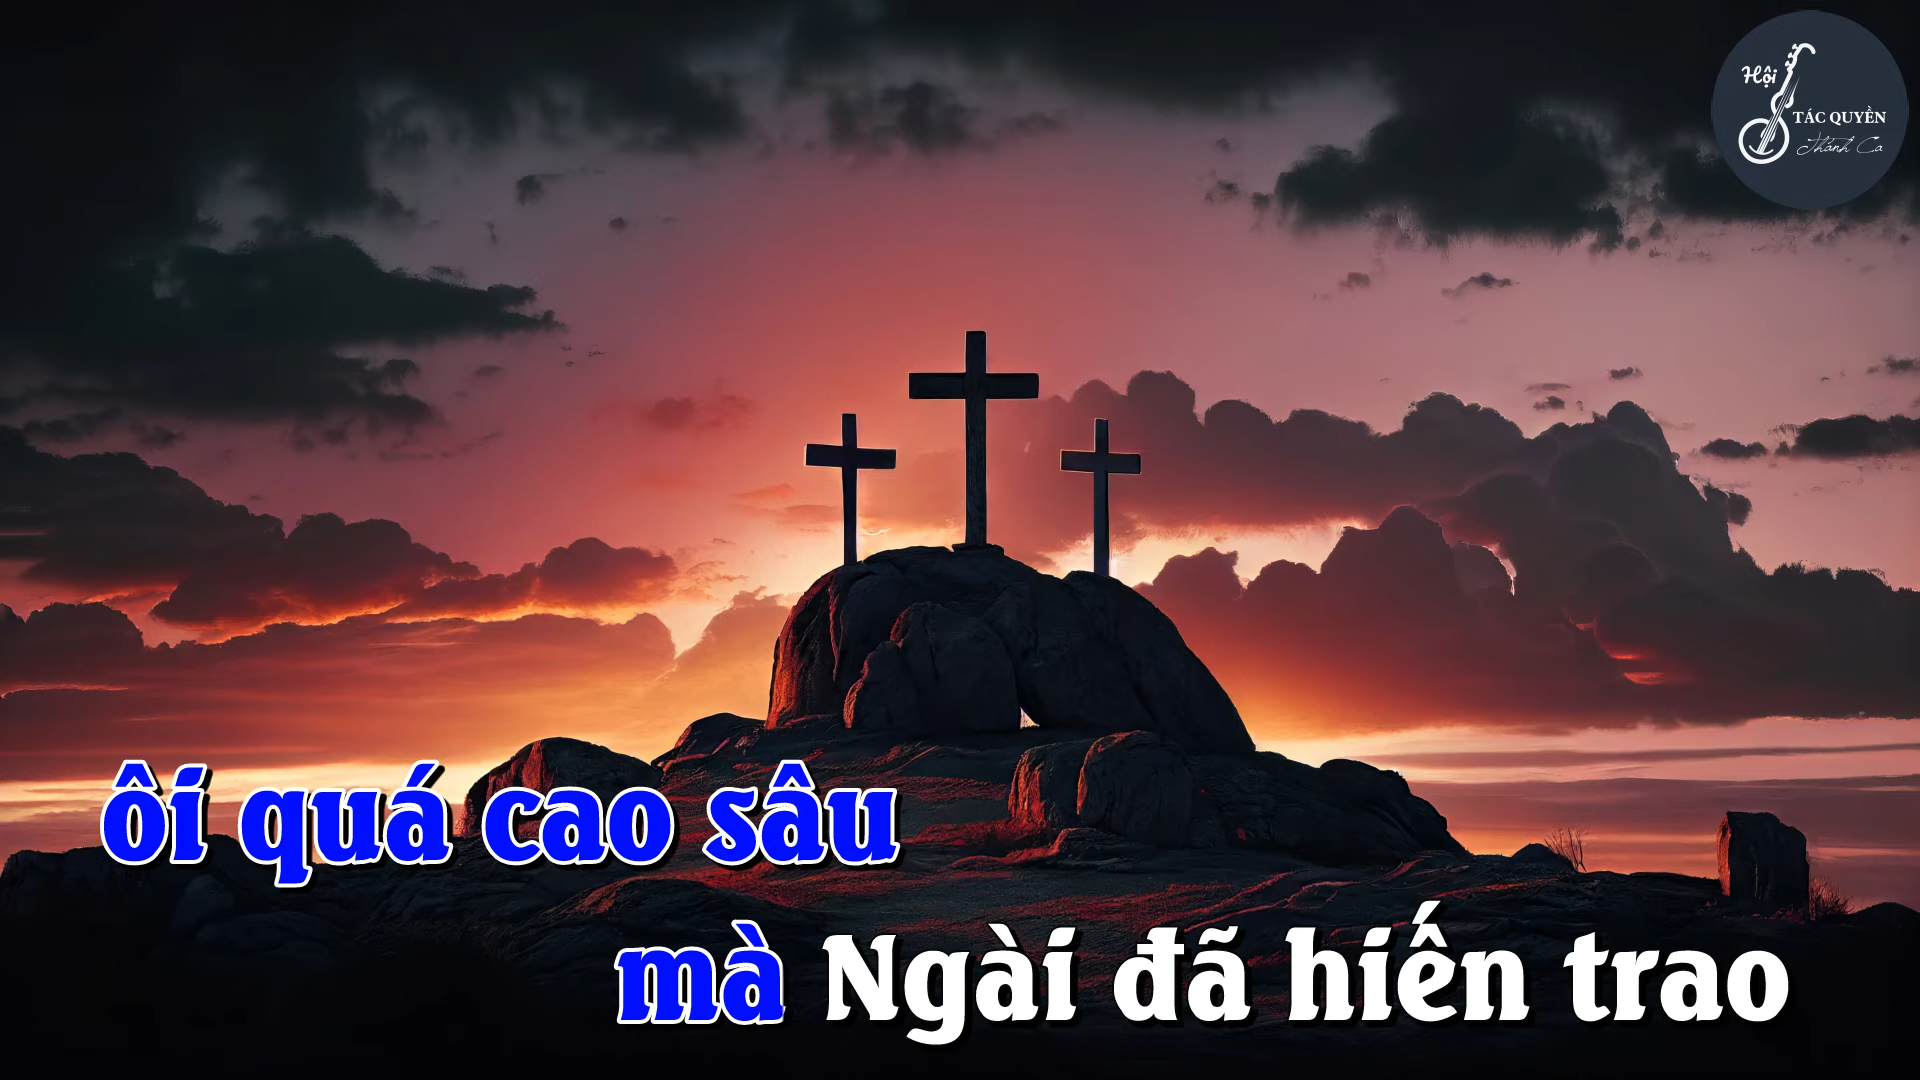 Hội
TÁC QUYỀN
Thánh Ca
ôi quá cao sâu
mà Ngài đã hiến trao